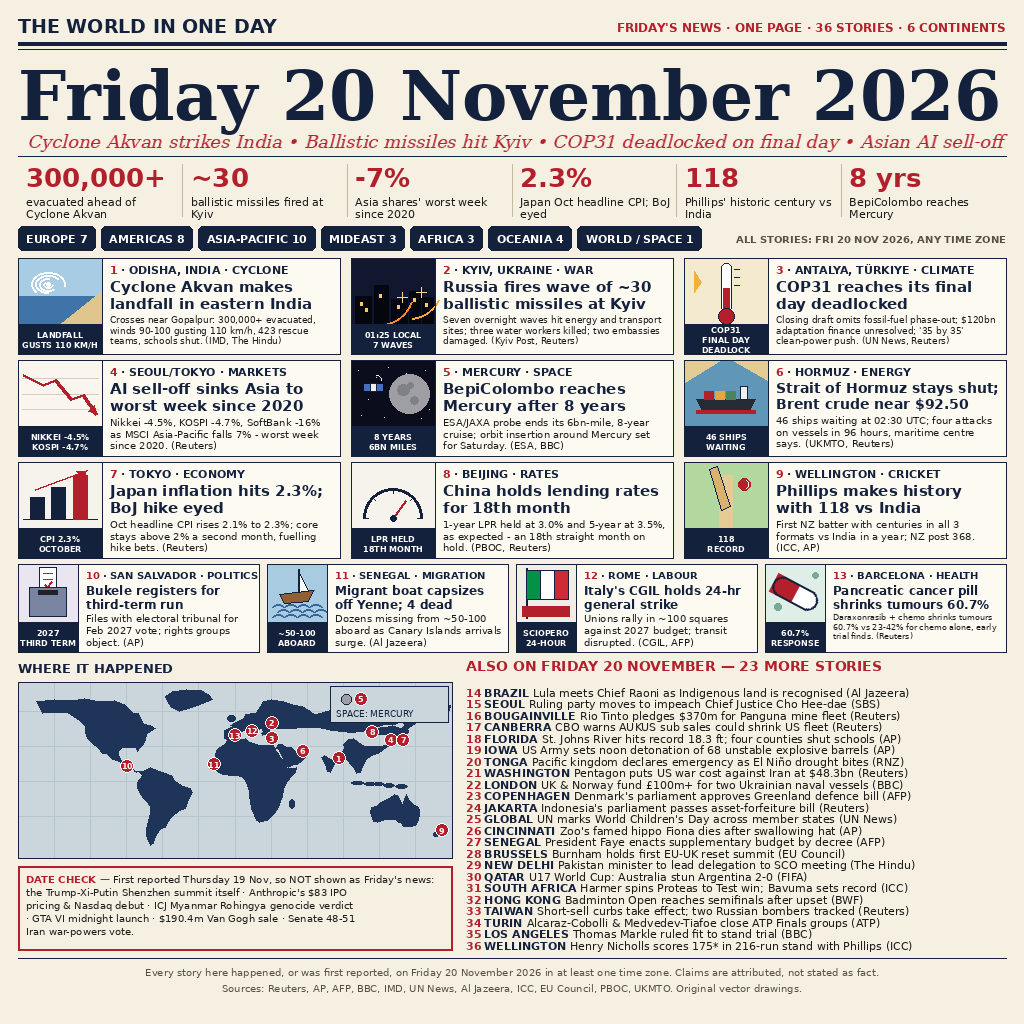 THE WORLD IN ONE DAY
FRIDAY'S NEWS · ONE PAGE · 36 STORIES · 6 CONTINENTS
Friday 20 November 2026
Cyclone Akvan strikes India • Ballistic missiles hit Kyiv • COP31 deadlocked on final day • Asian AI sell-off
300,000+
evacuated ahead of
Cyclone Akvan
~30
ballistic missiles fired at
Kyiv
-7%
Asia shares' worst week
since 2020
2.3%
Japan Oct headline CPI; BoJ
eyed
118
Phillips' historic century vs
India
8 yrs
BepiColombo reaches
Mercury
EUROPE 7
AMERICAS 8
ASIA-PACIFIC 10
MIDEAST 3
AFRICA 3
OCEANIA 4
WORLD / SPACE 1
ALL STORIES: FRI 20 NOV 2026, ANY TIME ZONE
LANDFALL
GUSTS 110 KM/H
1 · ODISHA, INDIA · CYCLONE
Cyclone Akvan makes
landfall in eastern India
Crosses near Gopalpur: 300,000+ evacuated,
winds 90-100 gusting 110 km/h, 423 rescue
teams, schools shut. (IMD, The Hindu)
01:25 LOCAL
7 WAVES
2 · KYIV, UKRAINE · WAR
Russia fires wave of ~30
ballistic missiles at Kyiv
Seven overnight waves hit energy and transport
sites; three water workers killed; two embassies
damaged. (Kyiv Post, Reuters)
COP31
FINAL DAY
DEADLOCK
3 · ANTALYA, TÜRKIYE · CLIMATE
COP31 reaches its final
day deadlocked
Closing draft omits fossil-fuel phase-out; $120bn
adaptation finance unresolved; '35 by 35'
clean-power push. (UN News, Reuters)
NIKKEI -4.5%
KOSPI -4.7%
4 · SEOUL/TOKYO · MARKETS
AI sell-off sinks Asia to
worst week since 2020
Nikkei -4.5%, KOSPI -4.7%, SoftBank -16%
as MSCI Asia-Pacific falls 7% - worst week
since 2020. (Reuters)
8 YEARS
6BN MILES
5 · MERCURY · SPACE
BepiColombo reaches
Mercury after 8 years
ESA/JAXA probe ends its 6bn-mile, 8-year
cruise; orbit insertion around Mercury set
for Saturday. (ESA, BBC)
46 SHIPS
WAITING
6 · HORMUZ · ENERGY
Strait of Hormuz stays shut;
Brent crude near $92.50
46 ships waiting at 02:30 UTC; four attacks
on vessels in 96 hours, maritime centre
says. (UKMTO, Reuters)
CPI 2.3%
OCTOBER
7 · TOKYO · ECONOMY
Japan inflation hits 2.3%;
BoJ hike eyed
Oct headline CPI rises 2.1% to 2.3%; core
stays above 2% a second month, fuelling
hike bets. (Reuters)
LPR HELD
18TH MONTH
8 · BEIJING · RATES
China holds lending rates
for 18th month
1-year LPR held at 3.0% and 5-year at 3.5%,
as expected - an 18th straight month on
hold. (PBOC, Reuters)
118
RECORD
9 · WELLINGTON · CRICKET
Phillips makes history
with 118 vs India
First NZ batter with centuries in all 3
formats vs India in a year; NZ post 368.
(ICC, AP)
2027
THIRD TERM
10 · SAN SALVADOR · POLITICS
Bukele registers for
third-term run
Files with electoral tribunal for
Feb 2027 vote; rights groups
object. (AP)
~50-100
ABOARD
11 · SENEGAL · MIGRATION
Migrant boat capsizes
off Yenne; 4 dead
Dozens missing from ~50-100
aboard as Canary Islands arrivals
surge. (Al Jazeera)
SCIOPERO
24-HOUR
12 · ROME · LABOUR
Italy's CGIL holds 24-hr
general strike
Unions rally in ~100 squares
against 2027 budget; transit
disrupted. (CGIL, AFP)
60.7%
RESPONSE
13 · BARCELONA · HEALTH
Pancreatic cancer pill
shrinks tumours 60.7%
Daraxonrasib + chemo shrinks tumours
60.7% vs 23-42% for chemo alone, early
trial finds. (Reuters)
WHERE IT HAPPENED
5
SPACE: MERCURY
2
13
12
3
8
4
7
6
1
10
11
9
DATE CHECK — First reported Thursday 19 Nov, so NOT shown as Friday's news:
the Trump-Xi-Putin Shenzhen summit itself · Anthropic's $83 IPO
pricing & Nasdaq debut · ICJ Myanmar Rohingya genocide verdict
· GTA VI midnight launch · $190.4m Van Gogh sale · Senate 48-51
Iran war-powers vote.
ALSO ON FRIDAY 20 NOVEMBER — 23 MORE STORIES
14 BRAZIL Lula meets Chief Raoni as Indigenous land is recognised (Al Jazeera)
15 SEOUL Ruling party moves to impeach Chief Justice Cho Hee-dae (SBS)
16 BOUGAINVILLE Rio Tinto pledges $370m for Panguna mine fleet (Reuters)
17 CANBERRA CBO warns AUKUS sub sales could shrink US fleet (Reuters)
18 FLORIDA St. Johns River hits record 18.3 ft; four counties shut schools (AP)
19 IOWA US Army sets noon detonation of 68 unstable explosive barrels (AP)
20 TONGA Pacific kingdom declares emergency as El Niño drought bites (RNZ)
21 WASHINGTON Pentagon puts US war cost against Iran at $48.3bn (Reuters)
22 LONDON UK & Norway fund £100m+ for two Ukrainian naval vessels (BBC)
23 COPENHAGEN Denmark's parliament approves Greenland defence bill (AFP)
24 JAKARTA Indonesia's parliament passes asset-forfeiture bill (Reuters)
25 GLOBAL UN marks World Children's Day across member states (UN News)
26 CINCINNATI Zoo's famed hippo Fiona dies after swallowing hat (AP)
27 SENEGAL President Faye enacts supplementary budget by decree (AFP)
28 BRUSSELS Burnham holds first EU-UK reset summit (EU Council)
29 NEW DELHI Pakistan minister to lead delegation to SCO meeting (The Hindu)
30 QATAR U17 World Cup: Australia stun Argentina 2-0 (FIFA)
31 SOUTH AFRICA Harmer spins Proteas to Test win; Bavuma sets record (ICC)
32 HONG KONG Badminton Open reaches semifinals after upset (BWF)
33 TAIWAN Short-sell curbs take effect; two Russian bombers tracked (Reuters)
34 TURIN Alcaraz-Cobolli & Medvedev-Tiafoe close ATP Finals groups (ATP)
35 LOS ANGELES Thomas Markle ruled fit to stand trial (BBC)
36 WELLINGTON Henry Nicholls scores 175* in 216-run stand with Phillips (ICC)
Every story here happened, or was first reported, on Friday 20 November 2026 in at least one time zone. Claims are attributed, not stated as fact.
Sources: Reuters, AP, AFP, BBC, IMD, UN News, Al Jazeera, ICC, EU Council, PBOC, UKMTO. Original vector drawings.